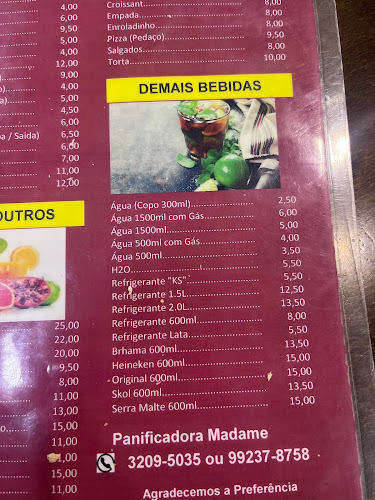 4,00
9,50
5,00
4,00
12,50
9,00
4,00
5,00
4,50
6,50
/ Saída) 6,50
6,00
7,00
11,00
12,00
OUTROS
25,00
22,00
20,00
9,50
8,00
11,00
8,00
15,00
11,00
11,00
15,00
11,00
Croissant 8,00
Empada 8,00
Enroladinho 8,00
Pizza (Pedaço) 9,50
Salgados 8,00
Torta 10,00
DEMAIS BEBIDAS
Água (Copo 300ml) 2,50
Água 1500ml com Gás 6,00
Água 1500ml 5,00
Água 500ml com Gás 4,00
Água 500ml 3,50
H2O 5,50
Refrigerante "KS" 5,50
Refrigerante 1.5L 12,50
Refrigerante 2.0L 13,50
Refrigerante 600ml 8,00
Refrigerante Lata 5,50
Brhama 600ml 13,50
Heineken 600ml 15,00
Original 600ml 15,00
Skol 600ml 13,50
Serra Malte 600ml 15,00
Panificadora Madame
3209-5035 ou 99237-8758
Agradecemos a Preferência